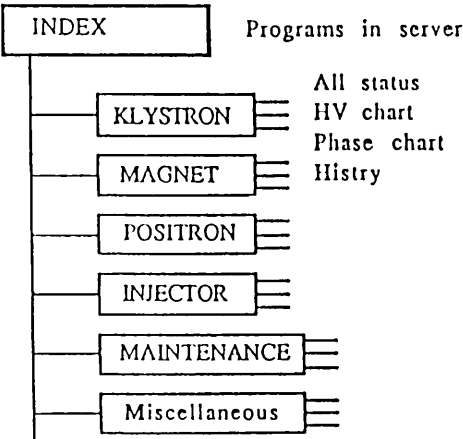 INDEX
Programs in server
All status
KLYSTRON
HV chart
Phase chart
MAGNET
Histry
POSITRON
INJECTOR
MAINTENANCE
Miscellaneous